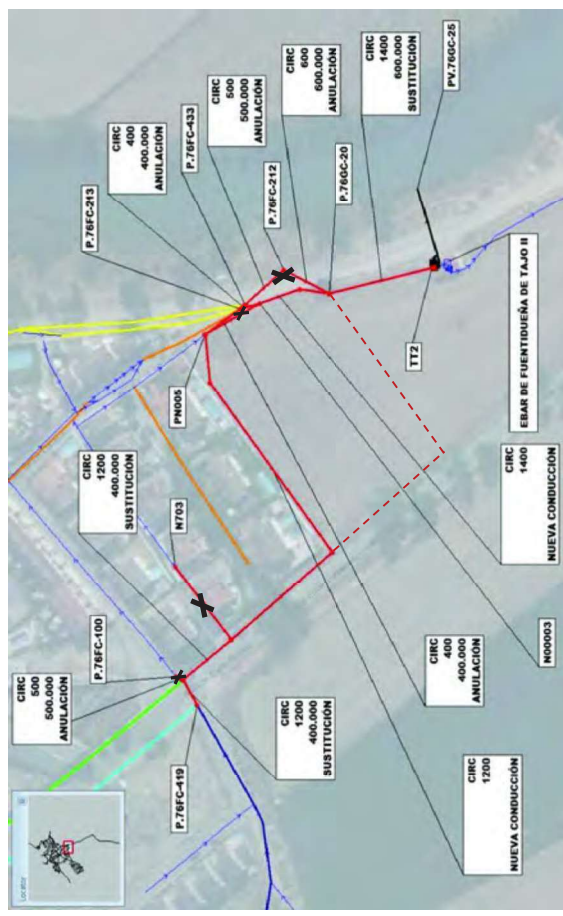 Locator
CIRC
500
500.000
ANULACIÓN
P.76FC-100
CIRC
1200
400.000
SUSTITUCIÓN
N703
PN005
P.76FC-213
CIRC
400
400.000
ANULACIÓN
P.76FC-433
CIRC
500
500.000
ANULACIÓN
P.76FC-212
CIRC
600
600.000
ANULACIÓN
P.76GC-20
CIRC
1400
600.000
SUSTITUCIÓN
PV.76GC-25
P.76FC-419
CIRC
1200
400.000
SUSTITUCIÓN
TT2
EBAR DE FUENTIDUEÑA DE TAJO II
CIRC
1200
NUEVA CONDUCCIÓN
CIRC
400
400.000
ANULACIÓN
N00003
CIRC
1400
NUEVA CONDUCCIÓN